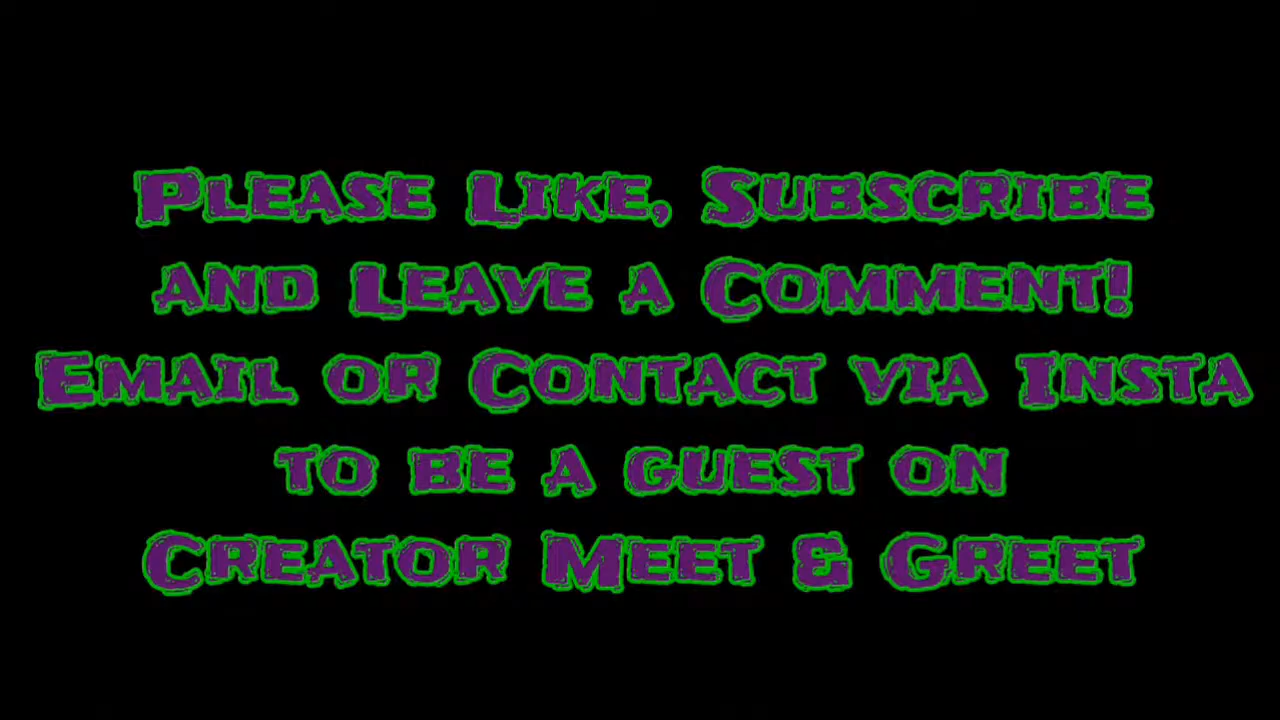 Please Like, Subscribe
and Leave a Comment!
Email or Contact via Insta
to be a guest on
Creator Meet & Greet